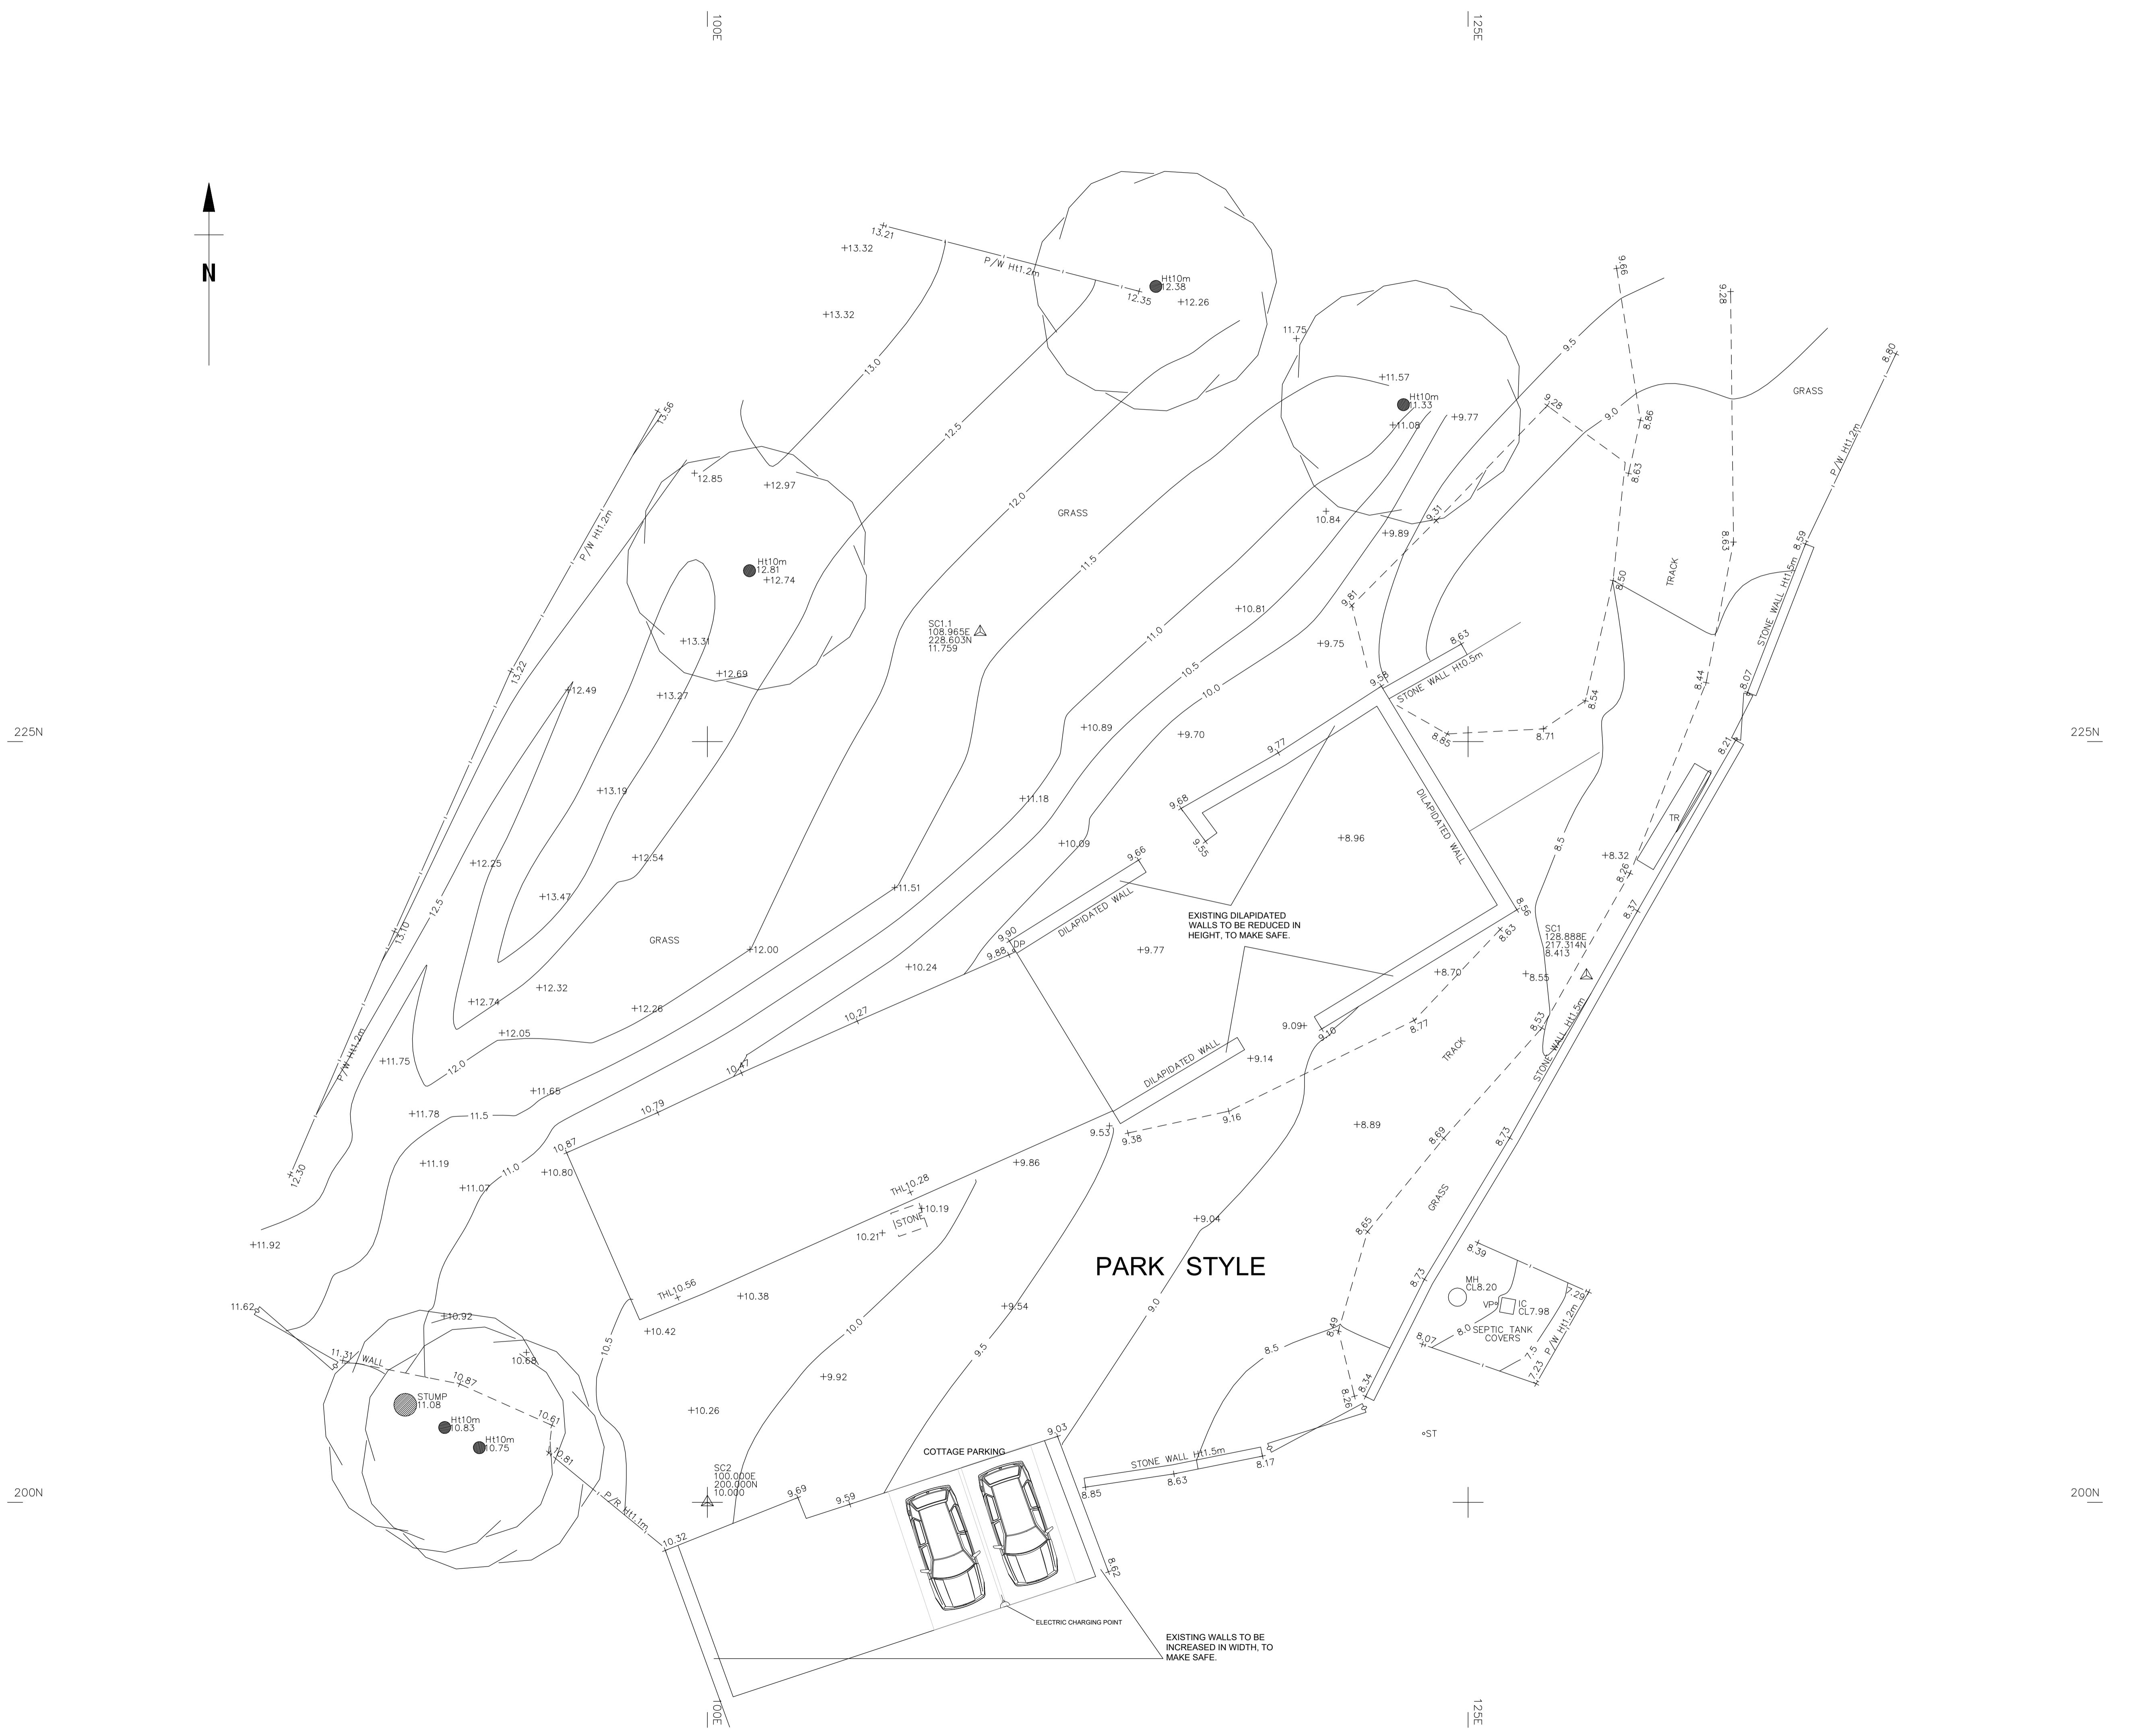 100E
125E
N
13.21
+13.32
P/W Ht1.2m
12.35
Ht10m
12.38
+12.26
+13.32
9.66
9.28
11.75
9.5
8.80
13.0
+11.57
GRASS
Ht10m
11.33
9.28
9.0
13.56
+9.77
+11.08
8.86
12.5
P/W Ht1.2m
12.85
+12.97
8.63
12.0
GRASS
10.84
9.31
P/W Ht1.2m
+9.89
8.63
8.59
Ht10m
12.81
+12.74
11.5
TRACK
8.50
STONE WALL Ht1.5m
9.81
+10.81
SC1.1
108.965E
228.603N
11.759
11.0
+13.31
+9.75
8.63
13.22
+12.69
10.5
9.58
STONE WALL Ht0.5m
8.44
8.07
+12.49
+13.27
10.0
8.54
225N
+10.89
+9.70
8.85
8.71
225N
9.77
8.21
+13.19
+11.18
9.68
DILAPIDATED WALL
TR
+8.96
8.5
+10.09
9.55
+12.25
+12.54
9.66
+8.32
8.26
+13.47
+11.51
DILAPIDATED WALL
12.5
8.56
8.37
EXISTING DILAPIDATED
WALLS TO BE REDUCED IN
HEIGHT, TO MAKE SAFE.
13.10
GRASS
9.90
DP
9.88
+12.00
+9.77
8.63
SC1
128.888E
217.314N
8.413
+10.24
+8.70
+8.55
+12.32
+12.74
+12.26
10.27
9.09+
9.10
8.77
8.53
+12.05
P/W Ht1.2m
+11.75
12.0
10.47
DILAPIDATED WALL
+9.14
TRACK
STONE WALL Ht1.5m
+11.65
+11.78
11.5
10.79
9.16
+8.89
9.53
9.38
8.69
8.73
10.87
+11.19
11.0
+10.80
+9.86
12.30
+11.07
THL10.28
GRASS
+10.19
STONE
10.21+
+9.04
8.65
+11.92
8.39
PARK STYLE
8.73
MH
CL8.20
THL10.56
+10.38
7.29
VP
IC
CL7.98
11.62
+10.92
+9.54
9.0
+10.42
8.49
8.0
SEPTIC TANK
COVERS
P/W Ht1.2m
10.0
8.07
11.31
WALL
10.68
10.5
9.5
8.5
7.5
7.23
10.87
+9.92
STUMP
11.08
8.34
8.26
+10.26
Ht10m
10.83
10.61
9.03
ST
Ht10m
10.75
10.81
COTTAGE PARKING
STONE WALL Ht1.5m
8.17
8.63
SC2
100.000E
200.000N
10.000
200N
P/R Ht1.1m
9.69
9.59
8.85
200N
10.32
8.62
ELECTRIC CHARGING POINT
EXISTING WALLS TO BE
INCREASED IN WIDTH, TO
MAKE SAFE.
100E
125E